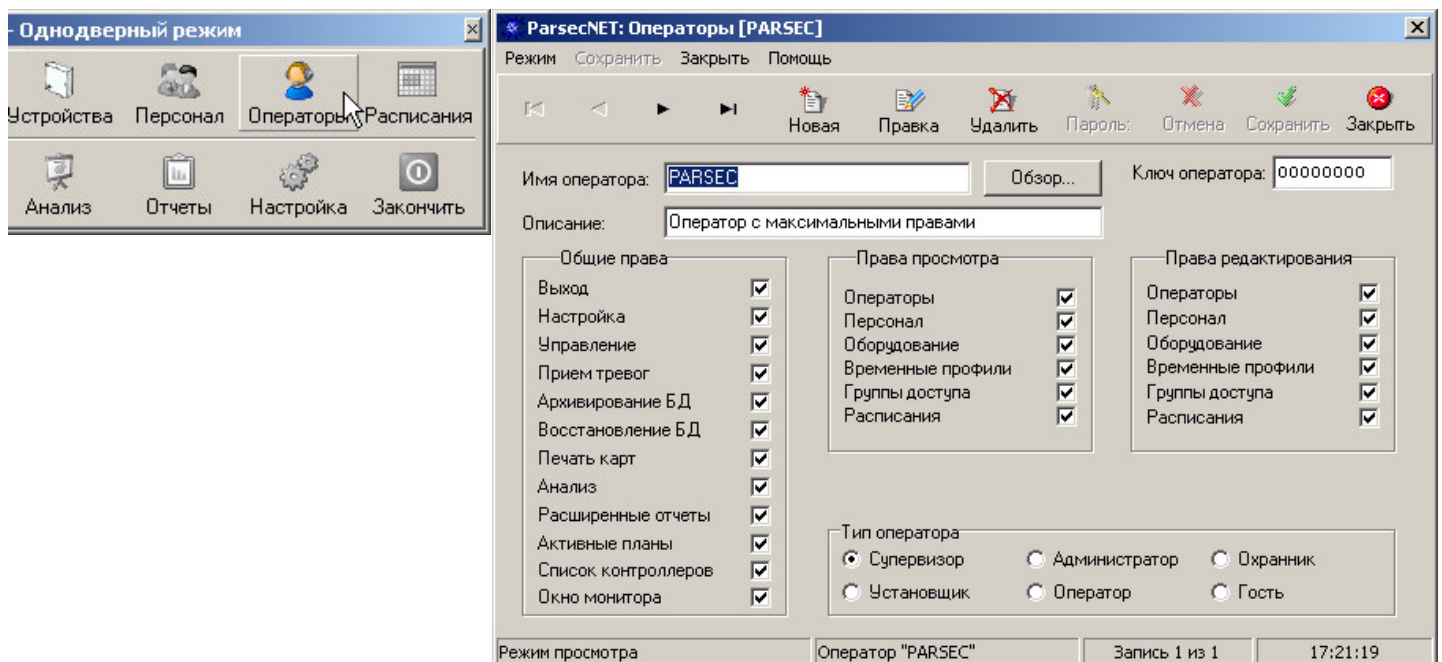 - Однодверный режим
Устройства Персонал Операторы Расписания
Анализ Отчеты Настройка Закончить
ParsecNET: Операторы [PARSEC]
Режим Сохранить Закрыть Помощь
Новая Правка Удалить Пароль: Отмена Сохранить Закрыть
Имя оператора: PARSEC Обзор... Ключ оператора: 00000000
Описание: Оператор с максимальными правами
Общие права
Выход
Настройка
Управление
Прием тревог
Архивирование БД
Восстановление БД
Печать карт
Анализ
Расширенные отчеты
Активные планы
Список контроллеров
Окно монитора
Права просмотра
Операторы
Персонал
Оборудование
Временные профили
Группы доступа
Расписания
Права редактирования
Операторы
Персонал
Оборудование
Временные профили
Группы доступа
Расписания
Тип оператора
Супервизор Администратор Охранник
Установщик Оператор Гость
Режим просмотра Оператор "PARSEC" Запись 1 из 1 17:21:19